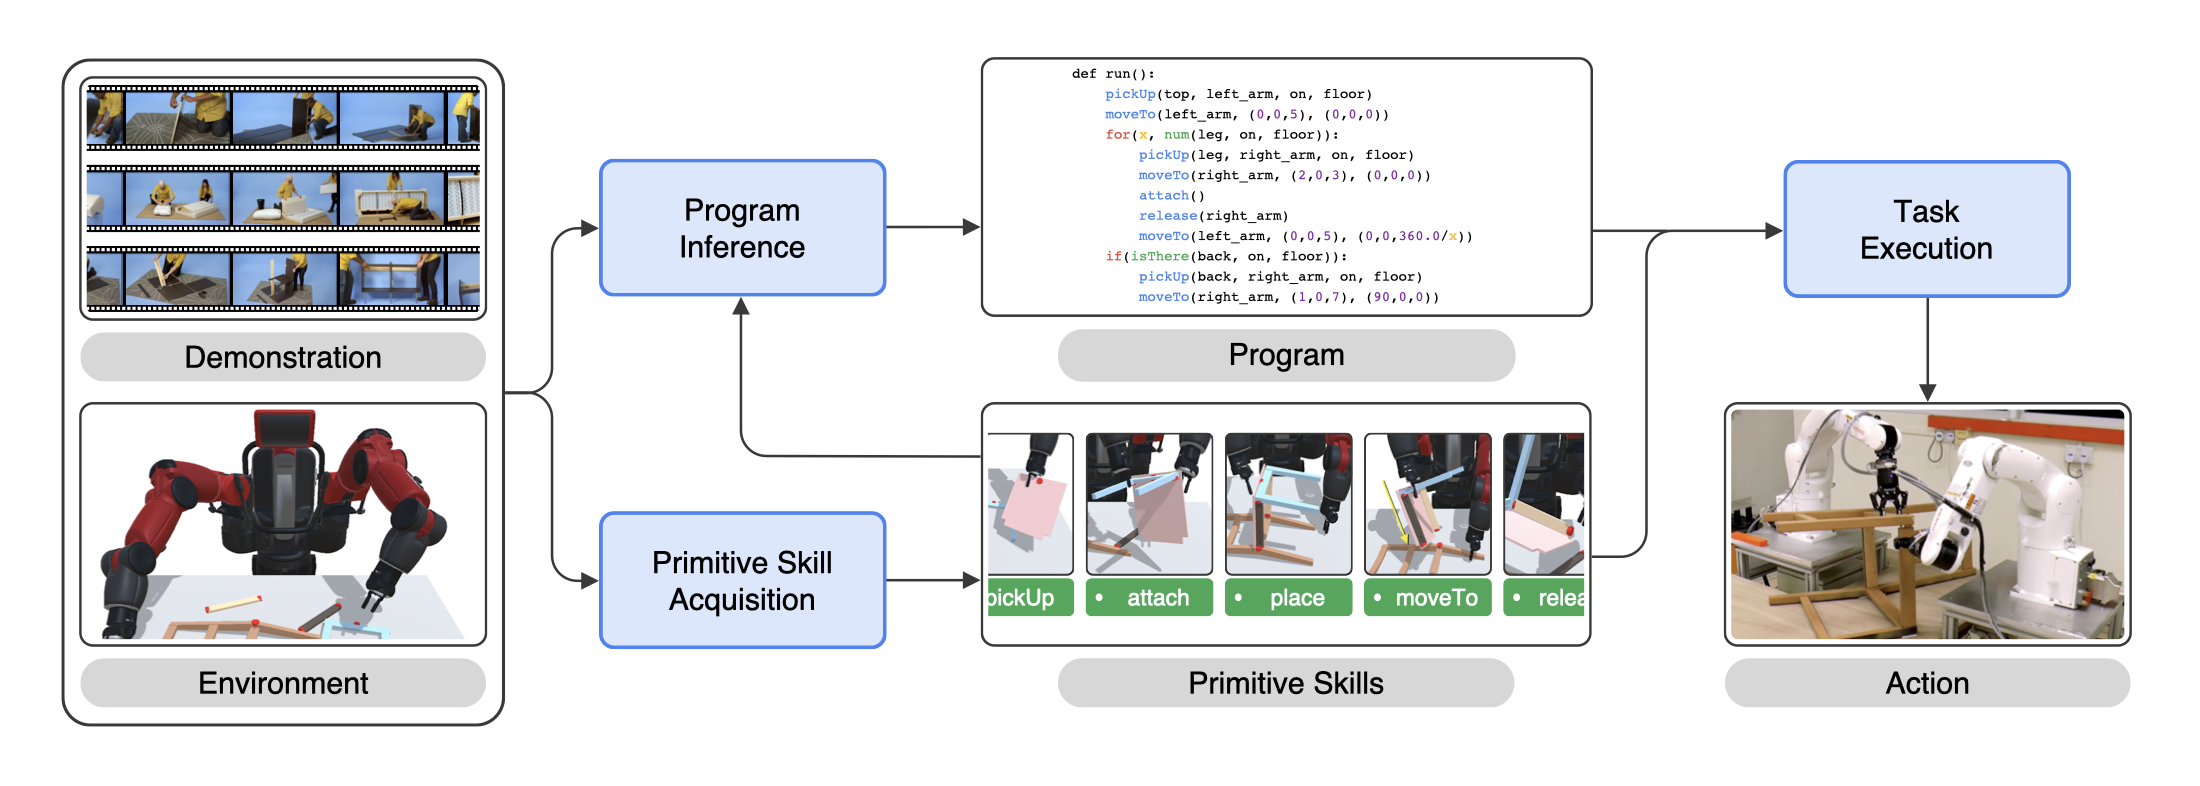 Demonstration
Environment
Program
Inference
Primitive Skill
Acquisition
def run():
pickUp(top, left_arm, on, floor)
moveTo(left_arm, (0,0,5), (0,0,0))
for(x, num(leg, on, floor)):
pickUp(leg, right_arm, on, floor)
moveTo(right_arm, (2,0,3), (0,0,0))
attach()
release(right_arm)
moveTo(left_arm, (0,0,5), (0,0,360.0/x))
if(isThere(back, on, floor)):
pickUp(back, right_arm, on, floor)
moveTo(right_arm, (1,0,7), (90,0,0))
Program
pickUp
• attach
• place
• moveTo
• relea
Primitive Skills
Task
Execution
Action